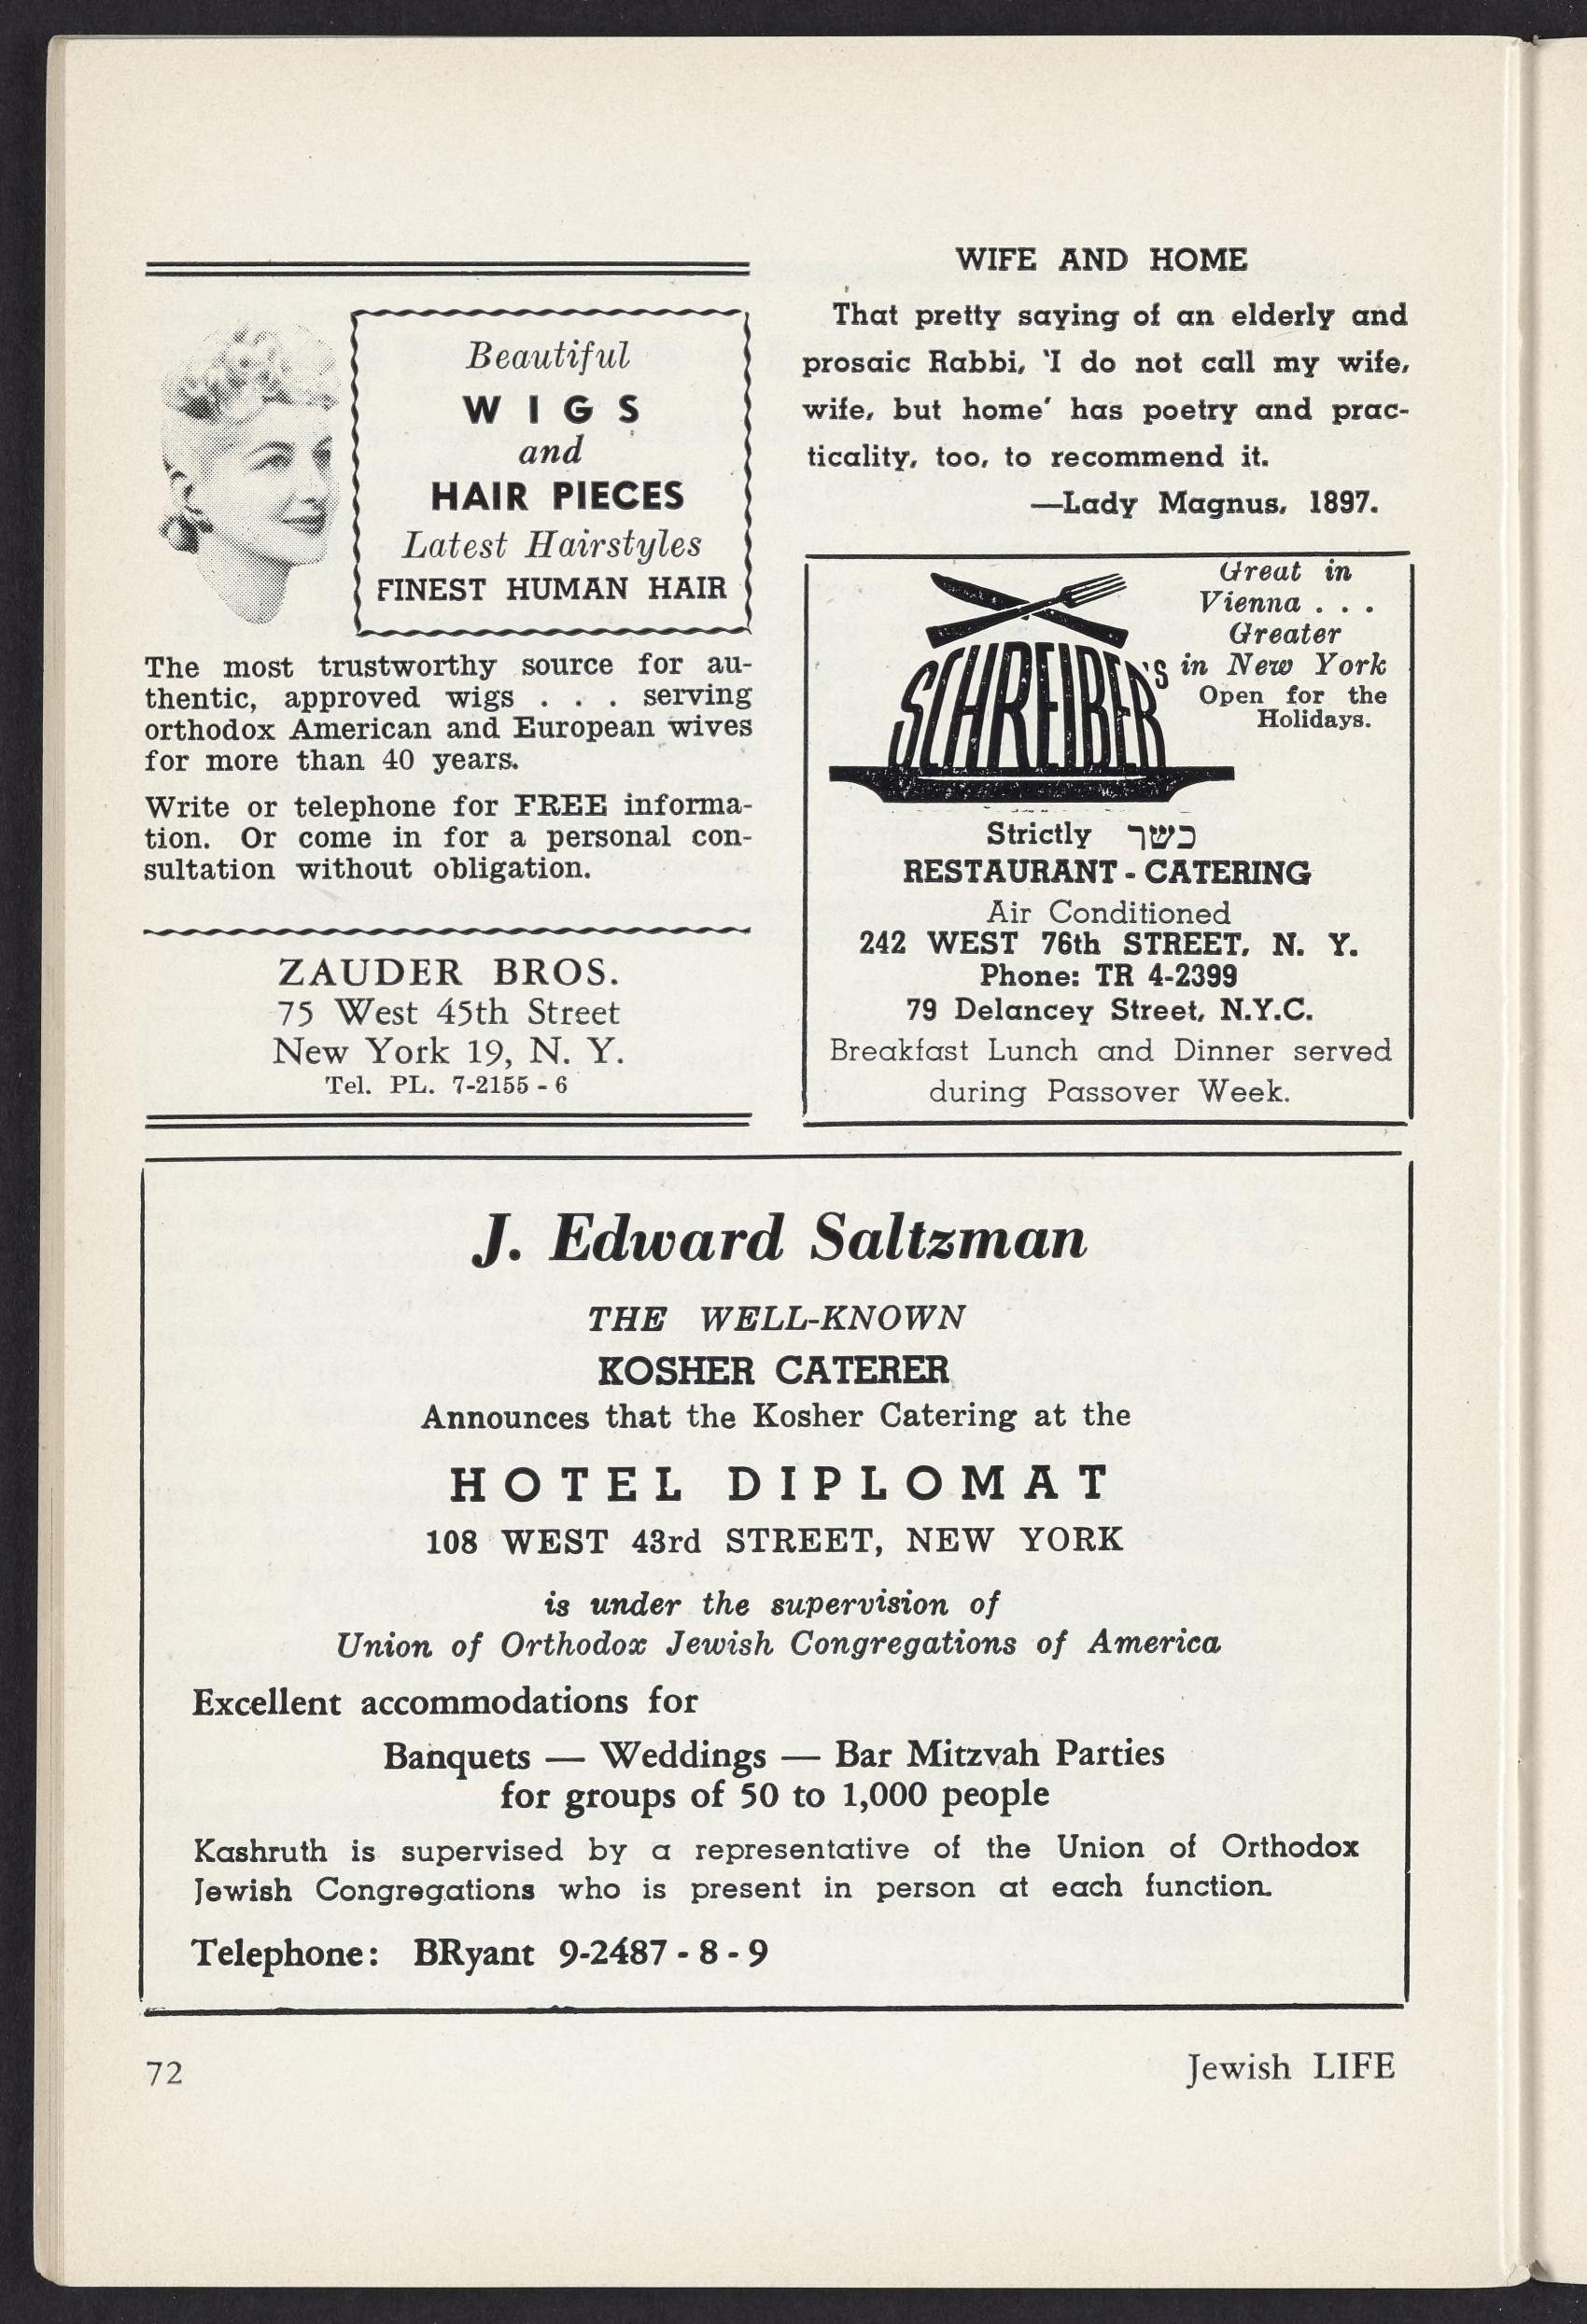 Beautiful
WIGS
and
HAIR PIECES
Latest Hairstyles
FINEST HUMAN HAIR
The most trustworthy source for au-
thentic, approved wigs . . . serving
orthodox American and European wives
for more than 40 years.
Write or telephone for FREE informa-
tion. Or come in for a personal con-
sultation without obligation.
ZAUDER BROS.
75 West 45th Street
New York 19, N. Y.
Tel. PL. 7-2155 - 6
WIFE AND HOME
That pretty saying of an elderly and
prosaic Rabbi, 'I do not call my wife,
wife, but home' has poetry and prac-
ticality, too, to recommend it.
—Lady Magnus, 1897.
Great in
Vienna . . .
Greater
in New York
Open for the
Holidays.
SCHREIBER'S
Strictly כשר
RESTAURANT - CATERING
Air Conditioned
242 WEST 76th STREET, N. Y.
Phone: TR 4-2399
79 Delancey Street, N.Y.C.
Breakfast Lunch and Dinner served
during Passover Week.
J. Edward Saltzman
THE WELL-KNOWN
KOSHER CATERER
Announces that the Kosher Catering at the
HOTEL DIPLOMAT
108 WEST 43rd STREET, NEW YORK
is under the supervision of
Union of Orthodox Jewish Congregations of America
Excellent accommodations for
Banquets — Weddings — Bar Mitzvah Parties
for groups of 50 to 1,000 people
Kashruth is supervised by a representative of the Union of Orthodox
Jewish Congregations who is present in person at each function.
Telephone: BRyant 9-2487 - 8 - 9
72
Jewish LIFE